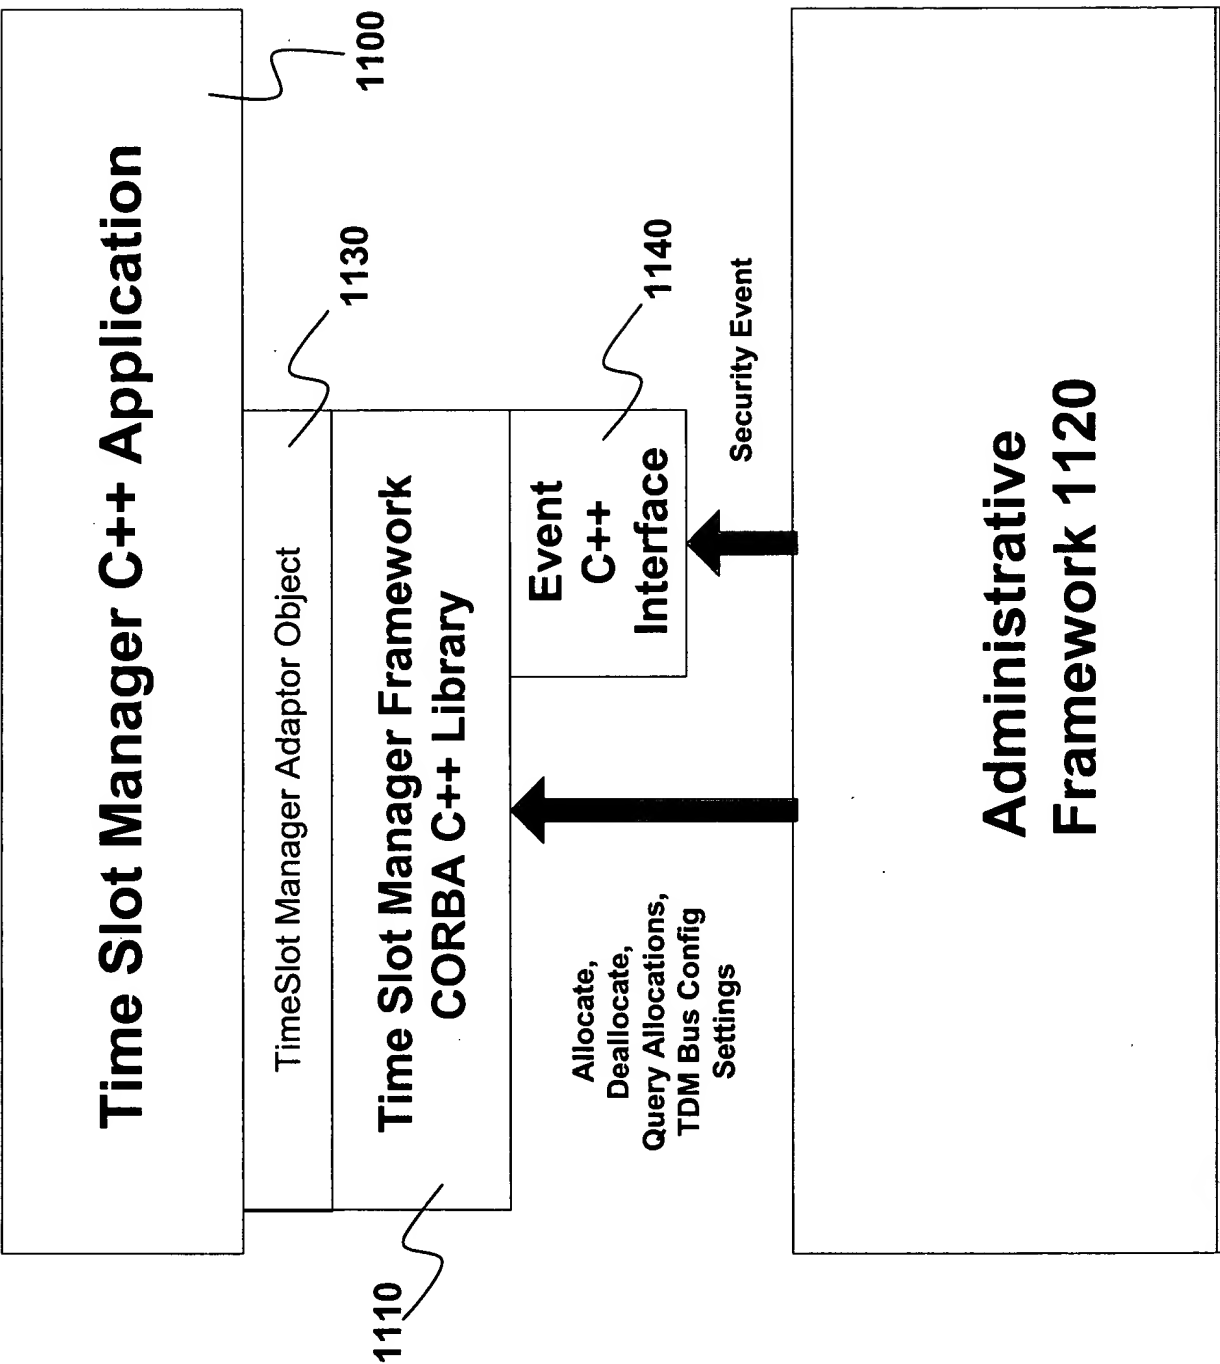 Time Slot Manager C++ Application
1100
TimeSlot Manager Adaptor Object
1130
Time Slot Manager Framework
CORBA C++ Library
1110
Event
C++
Interface
1140
Allocate,
Deallocate,
Query Allocations,
TDM Bus Config
Settings
Security Event
Administrative
Framework 1120